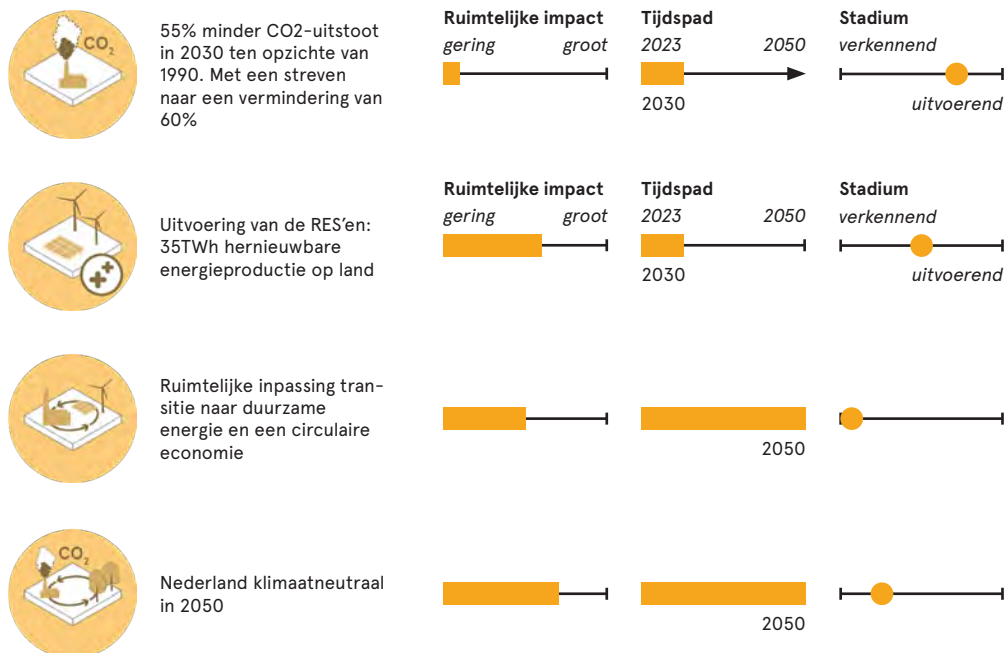 CO2
55% minder CO2-uitstoot
in 2030 ten opzichte van
1990. Met een streven
naar een vermindering van
60%
Ruimtelijke impact
gering groot
Tijdspad
2023 2050
2030
Stadium
verkennend
uitvoerend
Uitvoering van de RES’en:
35TWh hernieuwbare
energieproductie op land
Ruimtelijke impact
gering groot
Tijdspad
2023 2050
2030
Stadium
verkennend
uitvoerend
Ruimtelijke inpassing tran-
sitie naar duurzame
energie en een circulaire
economie
2050
CO2
Nederland klimaatneutraal
in 2050
2050